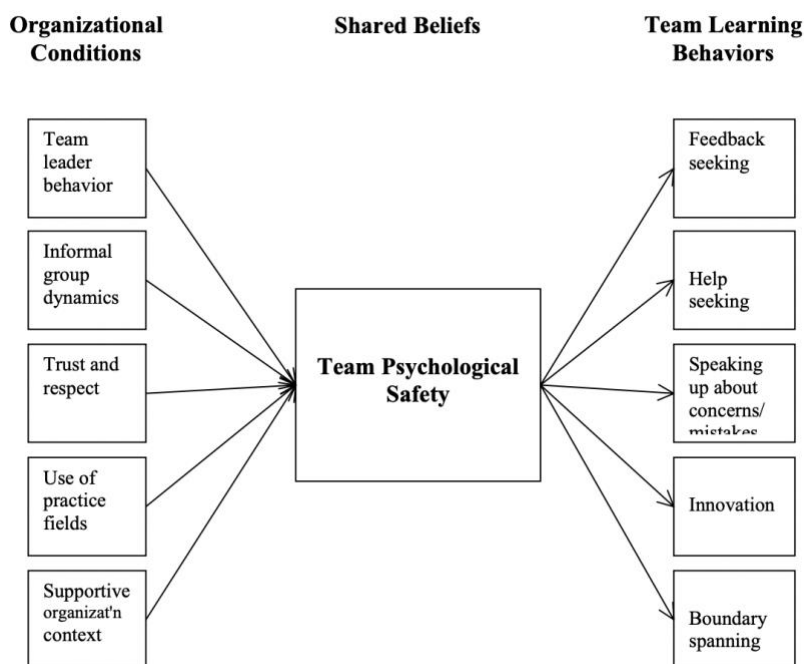 Organizational
Conditions
Shared Beliefs
Team Learning
Behaviors
Team
leader
behavior
Informal
group
dynamics
Trust and
respect
Use of
practice
fields
Supportive
organizat'n
context
Team Psychological
Safety
Feedback
seeking
Help
seeking
Speaking
up about
concerns/
mistakes
Innovation
Boundary
spanning